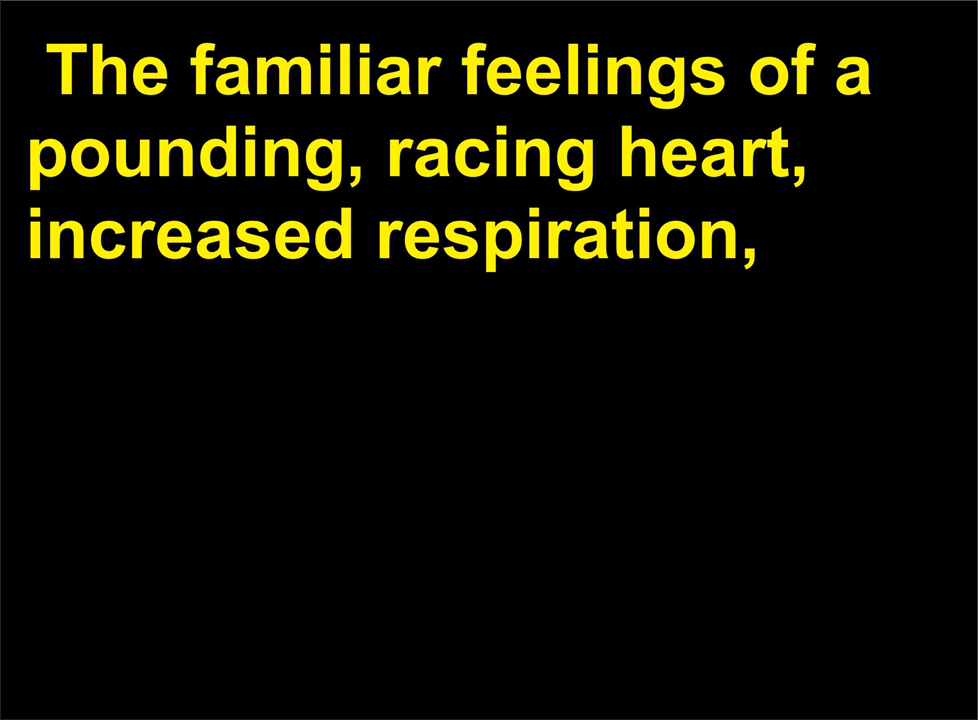 The familiar feelings of a
pounding, racing heart,
increased respiration,